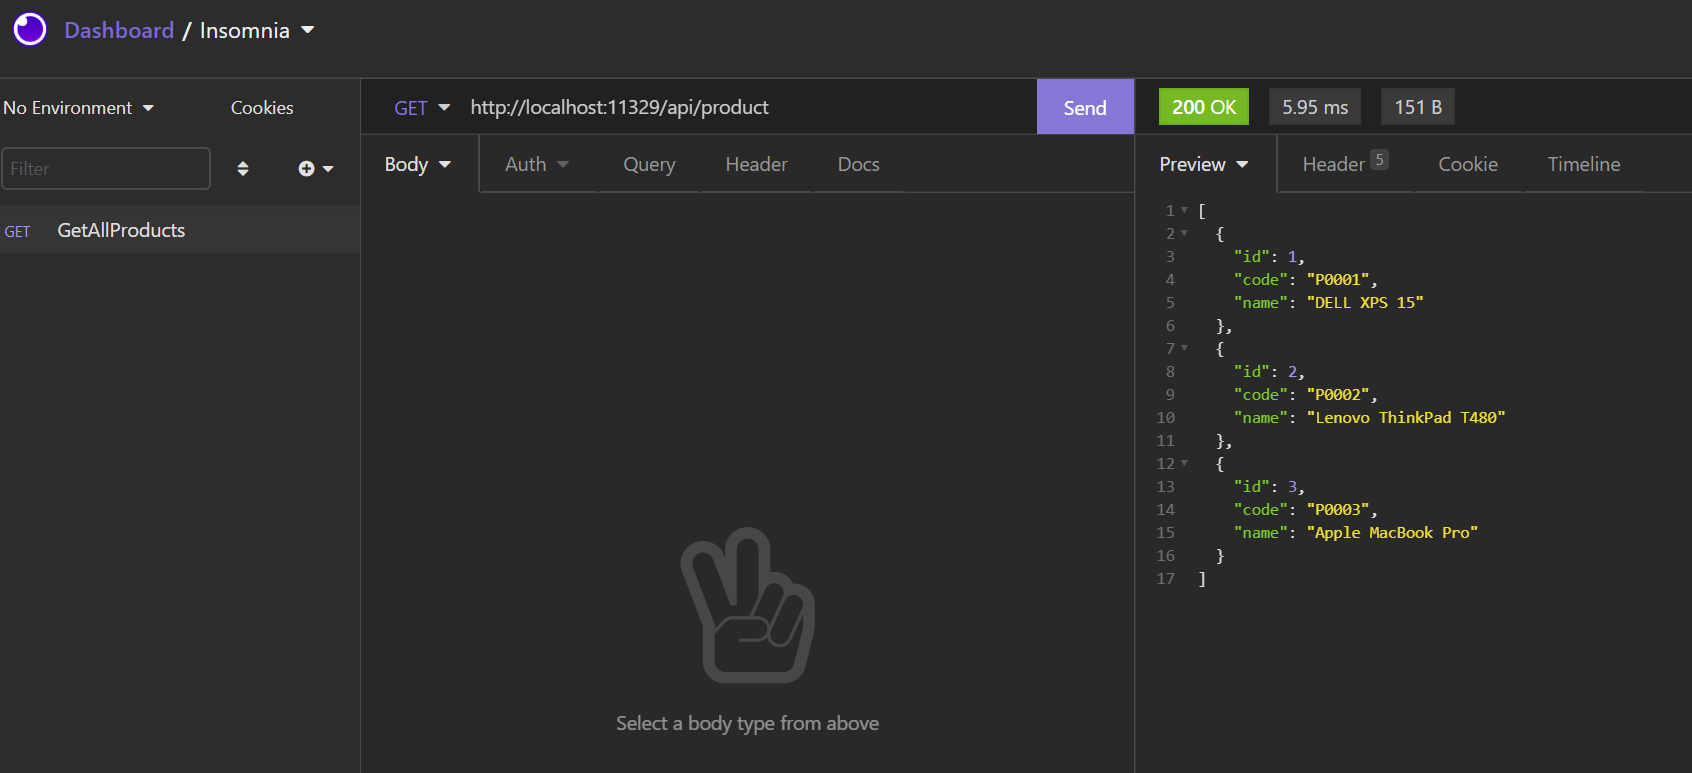 Dashboard / Insomnia
No Environment Cookies
GET http://localhost:11329/api/product Send
200 OK 5.95 ms 151 B
Filter
Body Auth Query Header Docs
Preview Header 5 Cookie Timeline
GET GetAllProducts
1 [
2 {
3 "id": 1,
4 "code": "P0001",
5 "name": "DELL XPS 15"
6 },
7 {
8 "id": 2,
9 "code": "P0002",
10 "name": "Lenovo ThinkPad T480"
11 },
12 {
13 "id": 3,
14 "code": "P0003",
15 "name": "Apple MacBook Pro"
16 }
17 ]
Select a body type from above